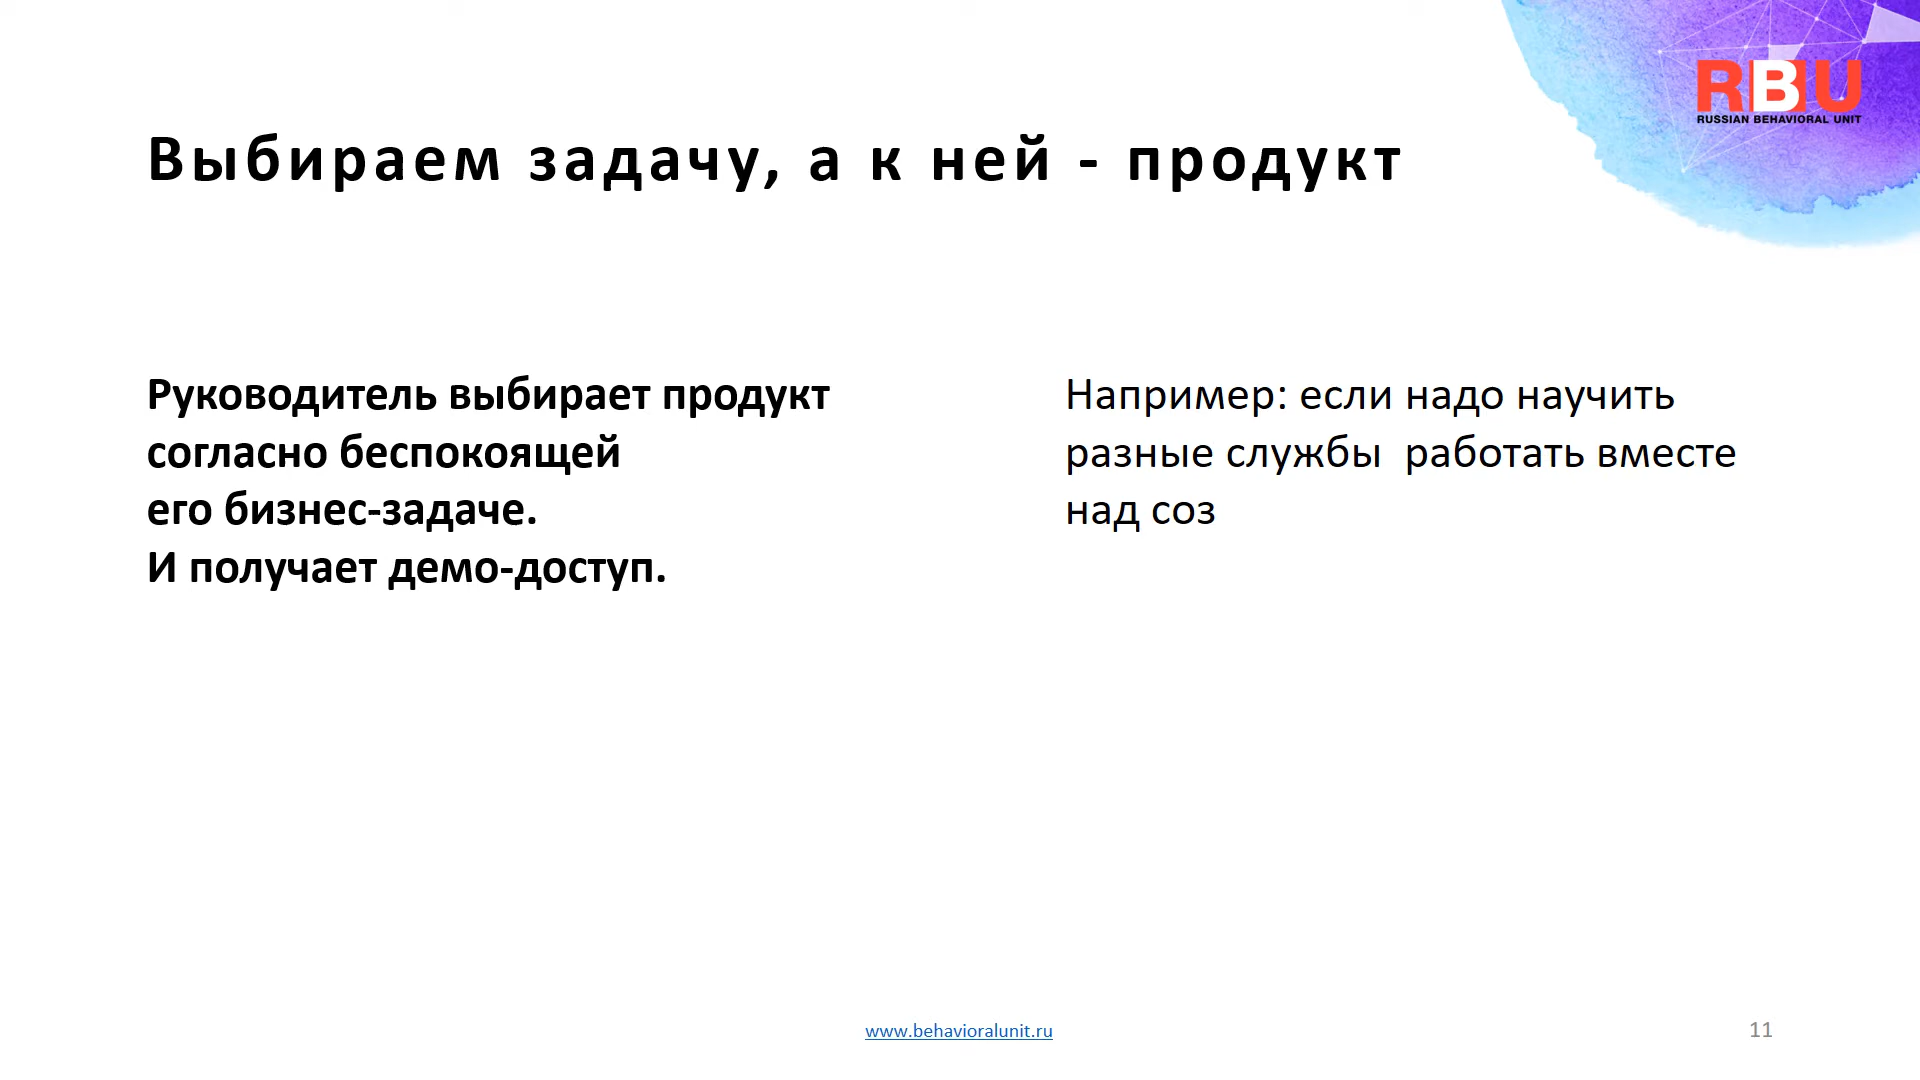 RBU
RUSSIAN BEHAVIORAL UNIT
Выбираем задачу, а к ней - продукт
Руководитель выбирает продукт
согласно беспокоящей
его бизнес-задаче.
И получает демо-доступ.
Например: если надо научить
разные службы  работать вместе
над соз
www.behavioralunit.ru
11